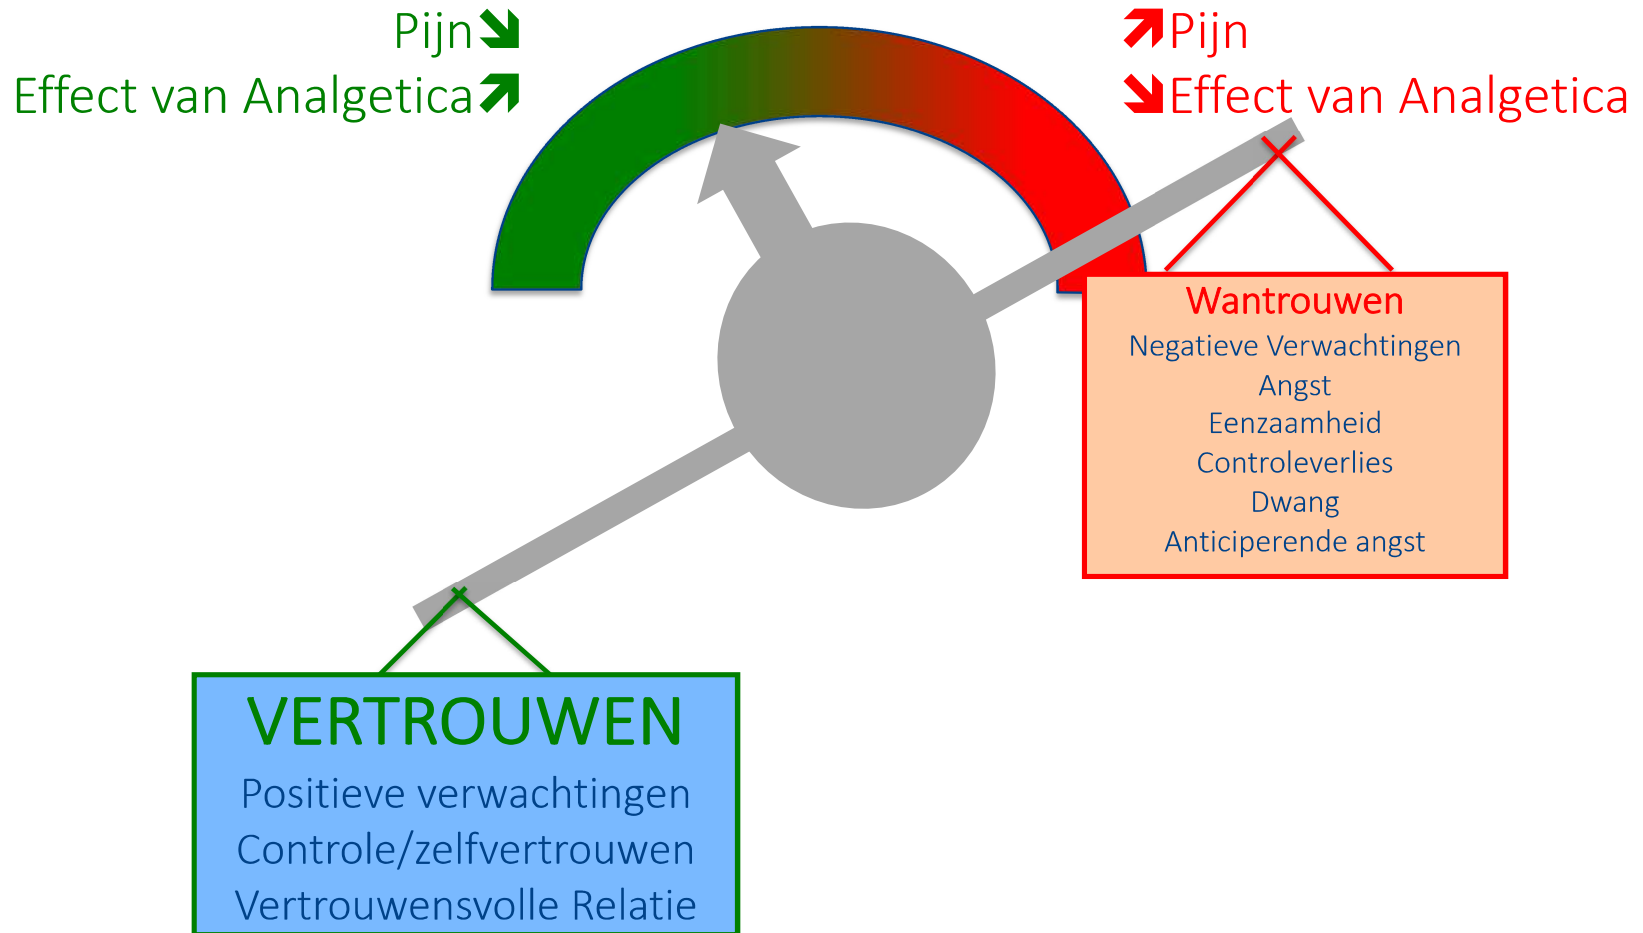 Pijn
Effect van Analgetica
Pijn
Effect van Analgetica
Wantrouwen
Negatieve Verwachtingen
Angst
Eenzaamheid
Controleverlies
Dwang
Anticiperende angst
VERTROUWEN
Positieve verwachtingen
Controle/zelfvertrouwen
Vertrouwensvolle Relatie